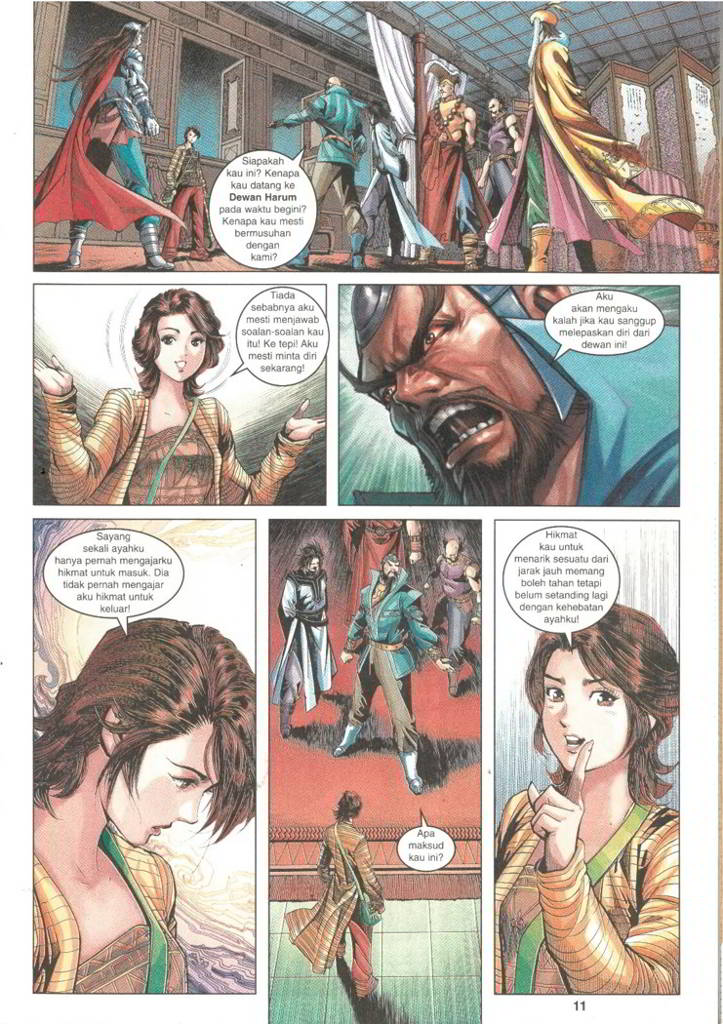 Siapakah
kau ini? Kenapa
kau datang ke
Dewan Harum
pada waktu begini?
Kenapa kau mesti
bermusuhan
dengan
kami?
Tiada
sebabnya aku
mesti menjawab
soalan-soalan kau
itu! Ke tepi! Aku
mesti minta diri
sekarang!
Aku
akan mengaku
kalah jika kau sanggup
melepaskan diri dari
dewan ini!
Sayang
sekali ayahku
hanya pernah mengajarku
hikmat untuk masuk. Dia
tidak pernah mengajar
aku hikmat untuk
keluar!
Apa
maksud
kau ini?
Hikmat
kau untuk
menarik sesuatu dari
jarak jauh memang
boleh tahan tetapi
belum setanding lagi
dengan kehebatan
ayahku!
11